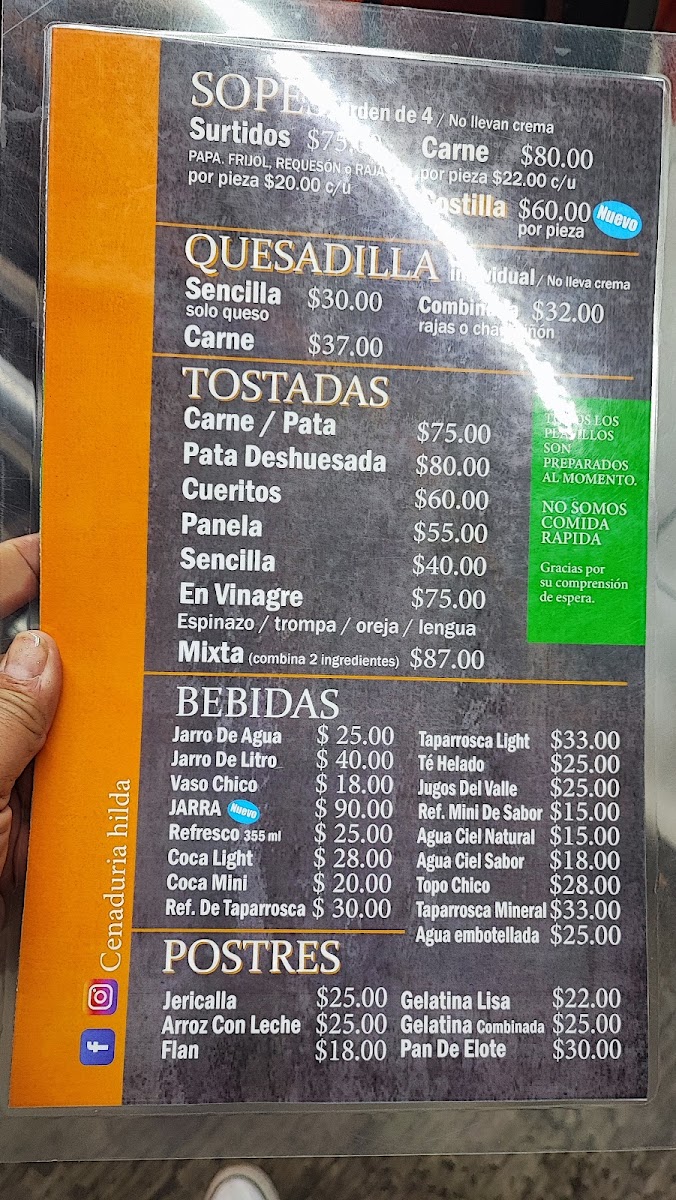 SOPES orden de 4 / No llevan crema
Surtidos $75.00
PAPA. FRIJOL, REQUESÓN o RAJAS
por pieza $20.00 c/u
Carne $80.00
por pieza $22.00 c/u
Costilla $60.00 Nuevo
por pieza
QUESADILLA individual / No lleva crema
Sencilla $30.00
solo queso
Combinada $32.00
rajas o champiñón
Carne $37.00
TOSTADAS
Carne / Pata $75.00
Pata Deshuesada $80.00
Cueritos $60.00
Panela $55.00
Sencilla $40.00
En Vinagre $75.00
Espinazo / trompa / oreja / lengua
Mixta (combina 2 ingredientes) $87.00
TODOS LOS
PLATILLOS
SON
PREPARADOS
AL MOMENTO.
NO SOMOS
COMIDA
RAPIDA
Gracias por
su comprensión
de espera.
BEBIDAS
Jarro De Agua $ 25.00
Jarro De Litro $ 40.00
Vaso Chico $ 18.00
JARRA Nuevo $ 90.00
Refresco 355 ml $ 25.00
Coca Light $ 28.00
Coca Mini $ 20.00
Ref. De Taparrosca $ 30.00
Taparrosca Light $33.00
Té Helado $25.00
Jugos Del Valle $25.00
Ref. Mini De Sabor $15.00
Agua Ciel Natural $15.00
Agua Ciel Sabor $18.00
Topo Chico $28.00
Taparrosca Mineral $33.00
Agua embotellada $25.00
POSTRES
Jericalla $25.00
Arroz Con Leche $25.00
Flan $18.00
Gelatina Lisa $22.00
Gelatina Combinada $25.00
Pan De Elote $30.00
Cenaduria hilda